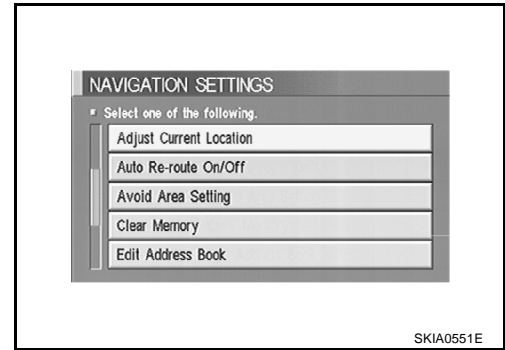 NAVIGATION SETTINGS
Select one of the following.
Adjust Current Location
Auto Re-route On/Off
Avoid Area Setting
Clear Memory
Edit Address Book
SKIA0551E